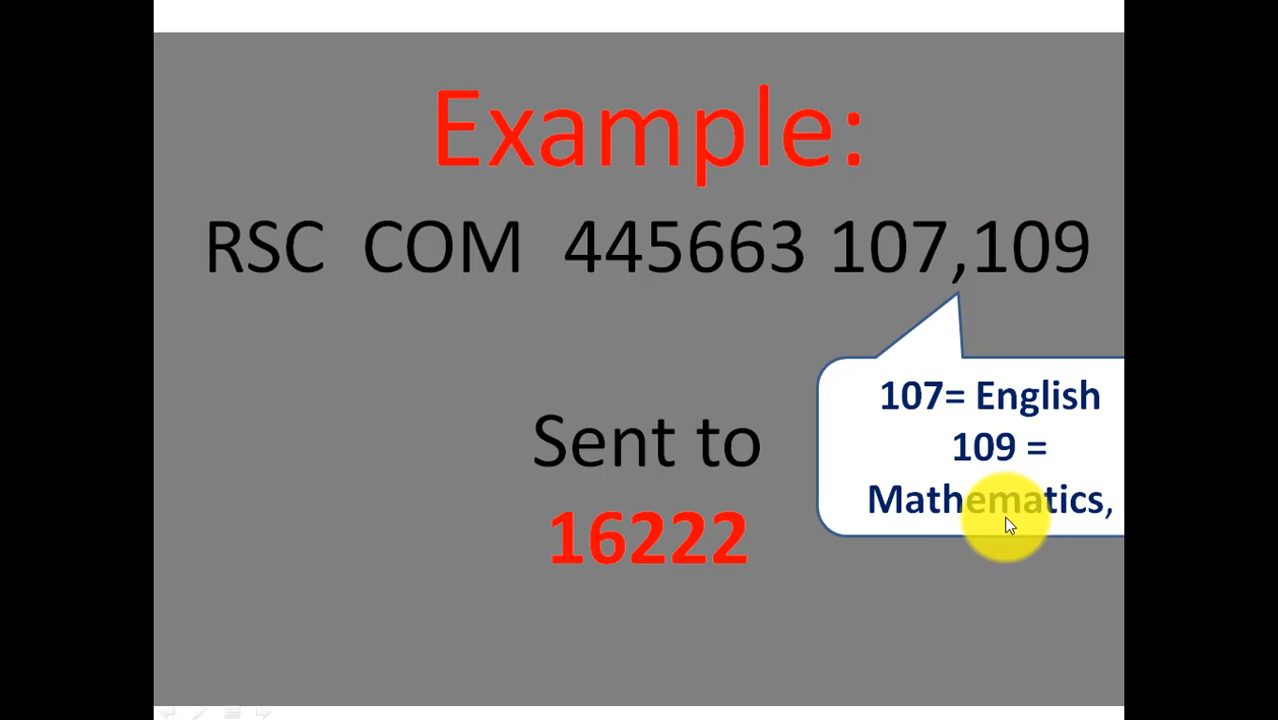 Example:
RSC COM 445663 107,109
Sent to
16222
107= English
109 =
Mathematics,